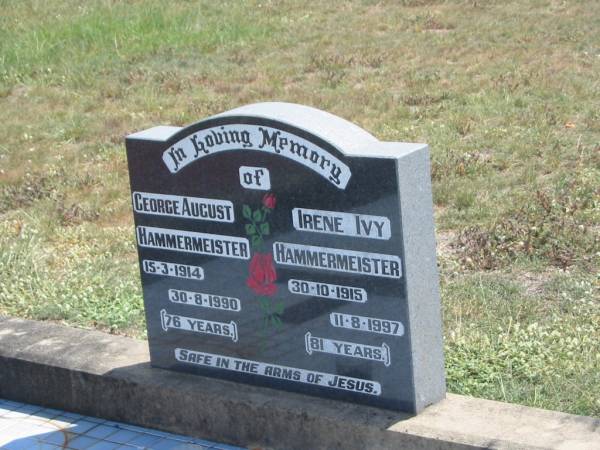 In Loving Memory
of
GEORGE AUGUST
HAMMERMEISTER
15-3-1914
30-8-1990
(76 YEARS.)
IRENE IVY
HAMMERMEISTER
30-10-1915
11-8-1997
(81 YEARS.)
SAFE IN THE ARMS OF JESUS.